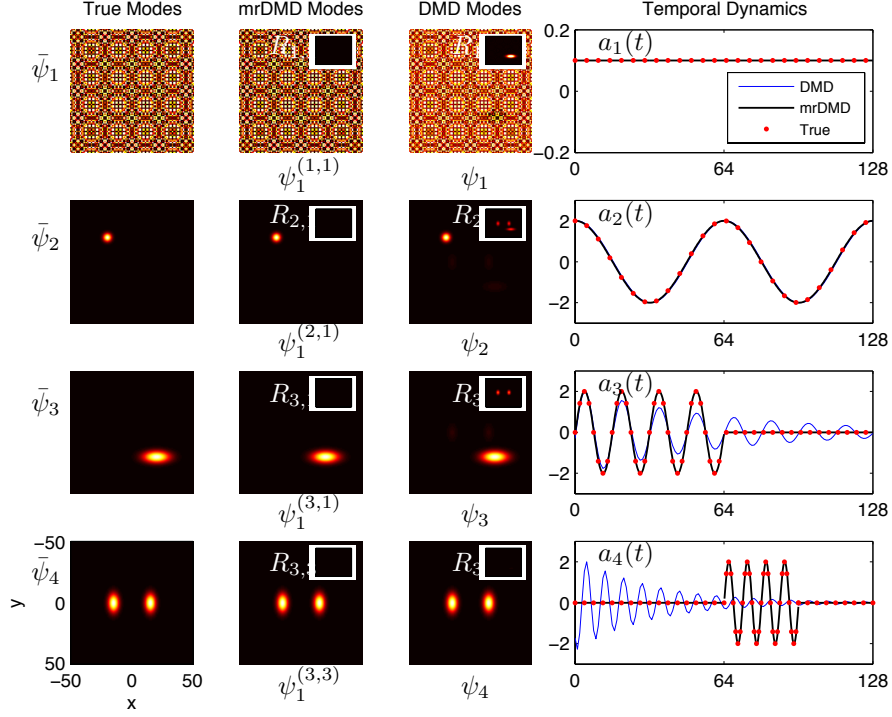 True Modes mrDMD Modes DMD Modes Temporal Dynamics
ψ̄₁ R R a₁(t)
0.2
0
−0.2
DMD
mrDMD
True
0 64 128
ψ₁^(1,1) ψ₁
ψ̄₂ R₂, R₂ a₂(t)
2
0
−2
0 64 128
ψ₁^(2,1) ψ₂
ψ̄₃ R₃, R₃ a₃(t)
2
0
−2
0 64 128
ψ₁^(3,1) ψ₃
ψ̄₄ R₃, R₃ a₄(t)
2
0
−2
0 64 128
−50
0
50
y
−50 0 50
x
ψ₁^(3,3) ψ₄